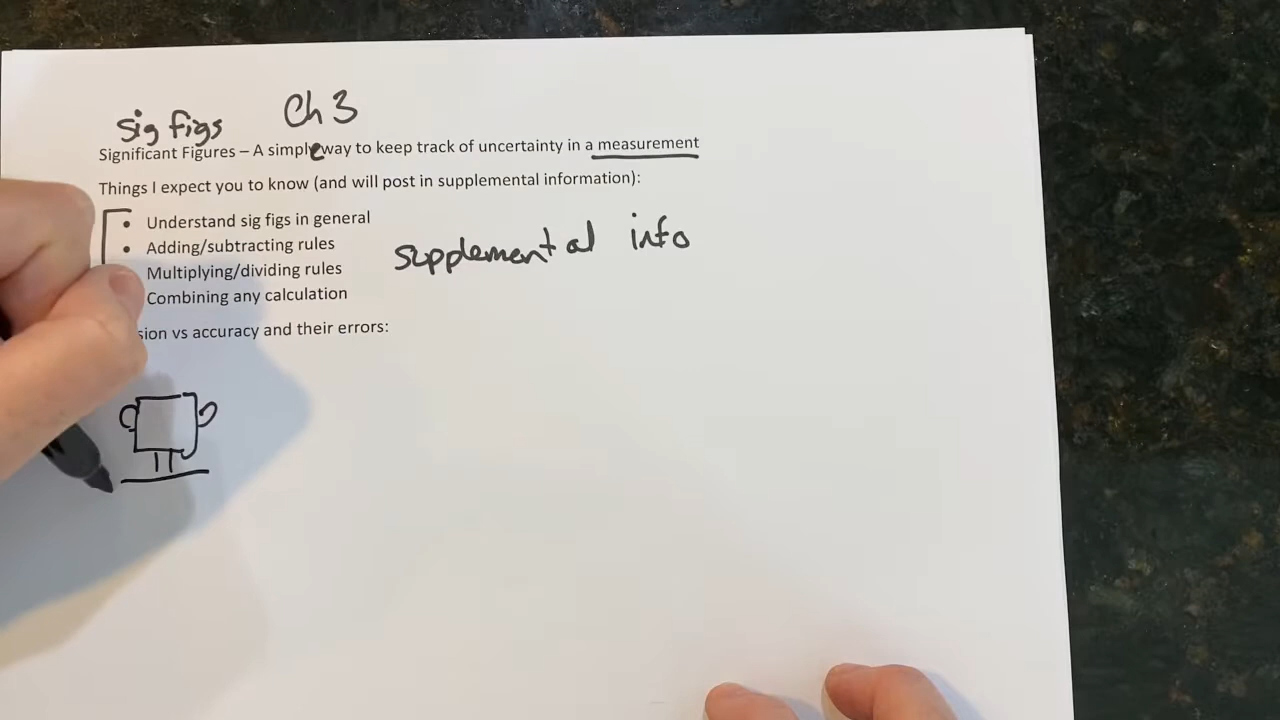 Sig figs Ch 3
Significant Figures – A simple way to keep track of uncertainty in a measurement
Things I expect you to know (and will post in supplemental information):
• Understand sig figs in general
• Adding/subtracting rules
supplemental info
Multiplying/dividing rules
Combining any calculation
vs accuracy and their errors: